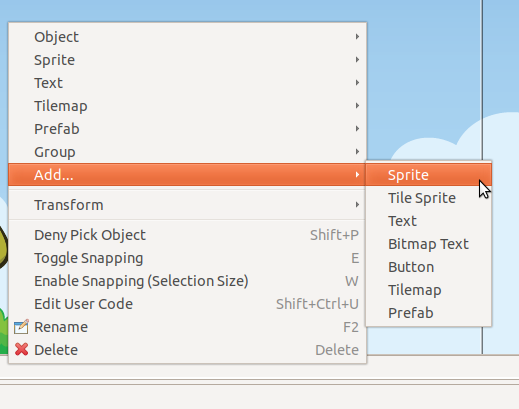 Object
Sprite
Text
Tilemap
Prefab
Group
Add...
Transform
Deny Pick Object Shift+P
Toggle Snapping E
Enable Snapping (Selection Size) W
Edit User Code Shift+Ctrl+U
Rename F2
Delete Delete
Sprite
Tile Sprite
Text
Bitmap Text
Button
Tilemap
Prefab